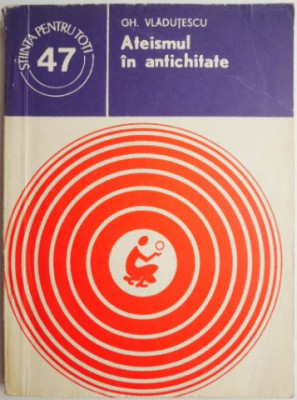 ȘTIINȚA PENTRU TOȚI
47
GH. VLĂDUȚESCU
Ateismul
în antichitate